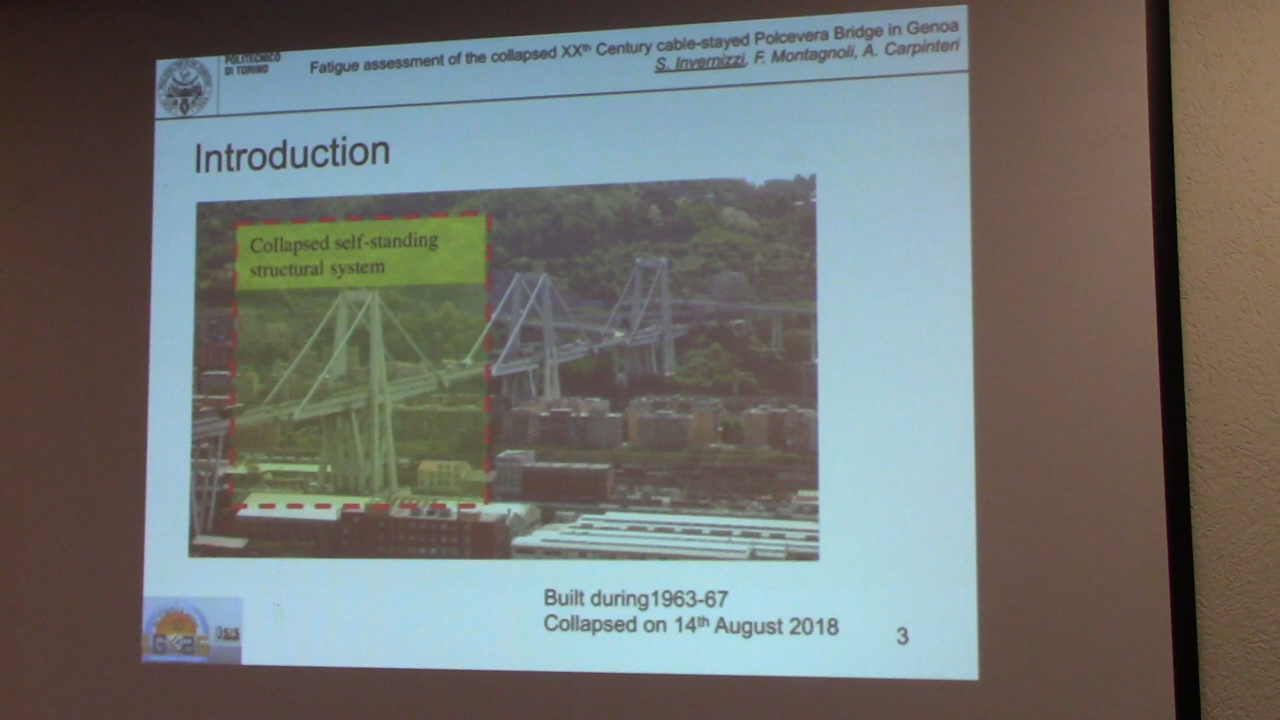 POLITECNICO
DI TORINO
Fatigue assessment of the collapsed XXth Century cable-stayed Polcevera Bridge in Genoa
S. Invernizzi, F. Montagnoli, A. Carpinteri
Introduction
Collapsed self-standing
structural system
Built during1963-67
Collapsed on 14th August 2018
3